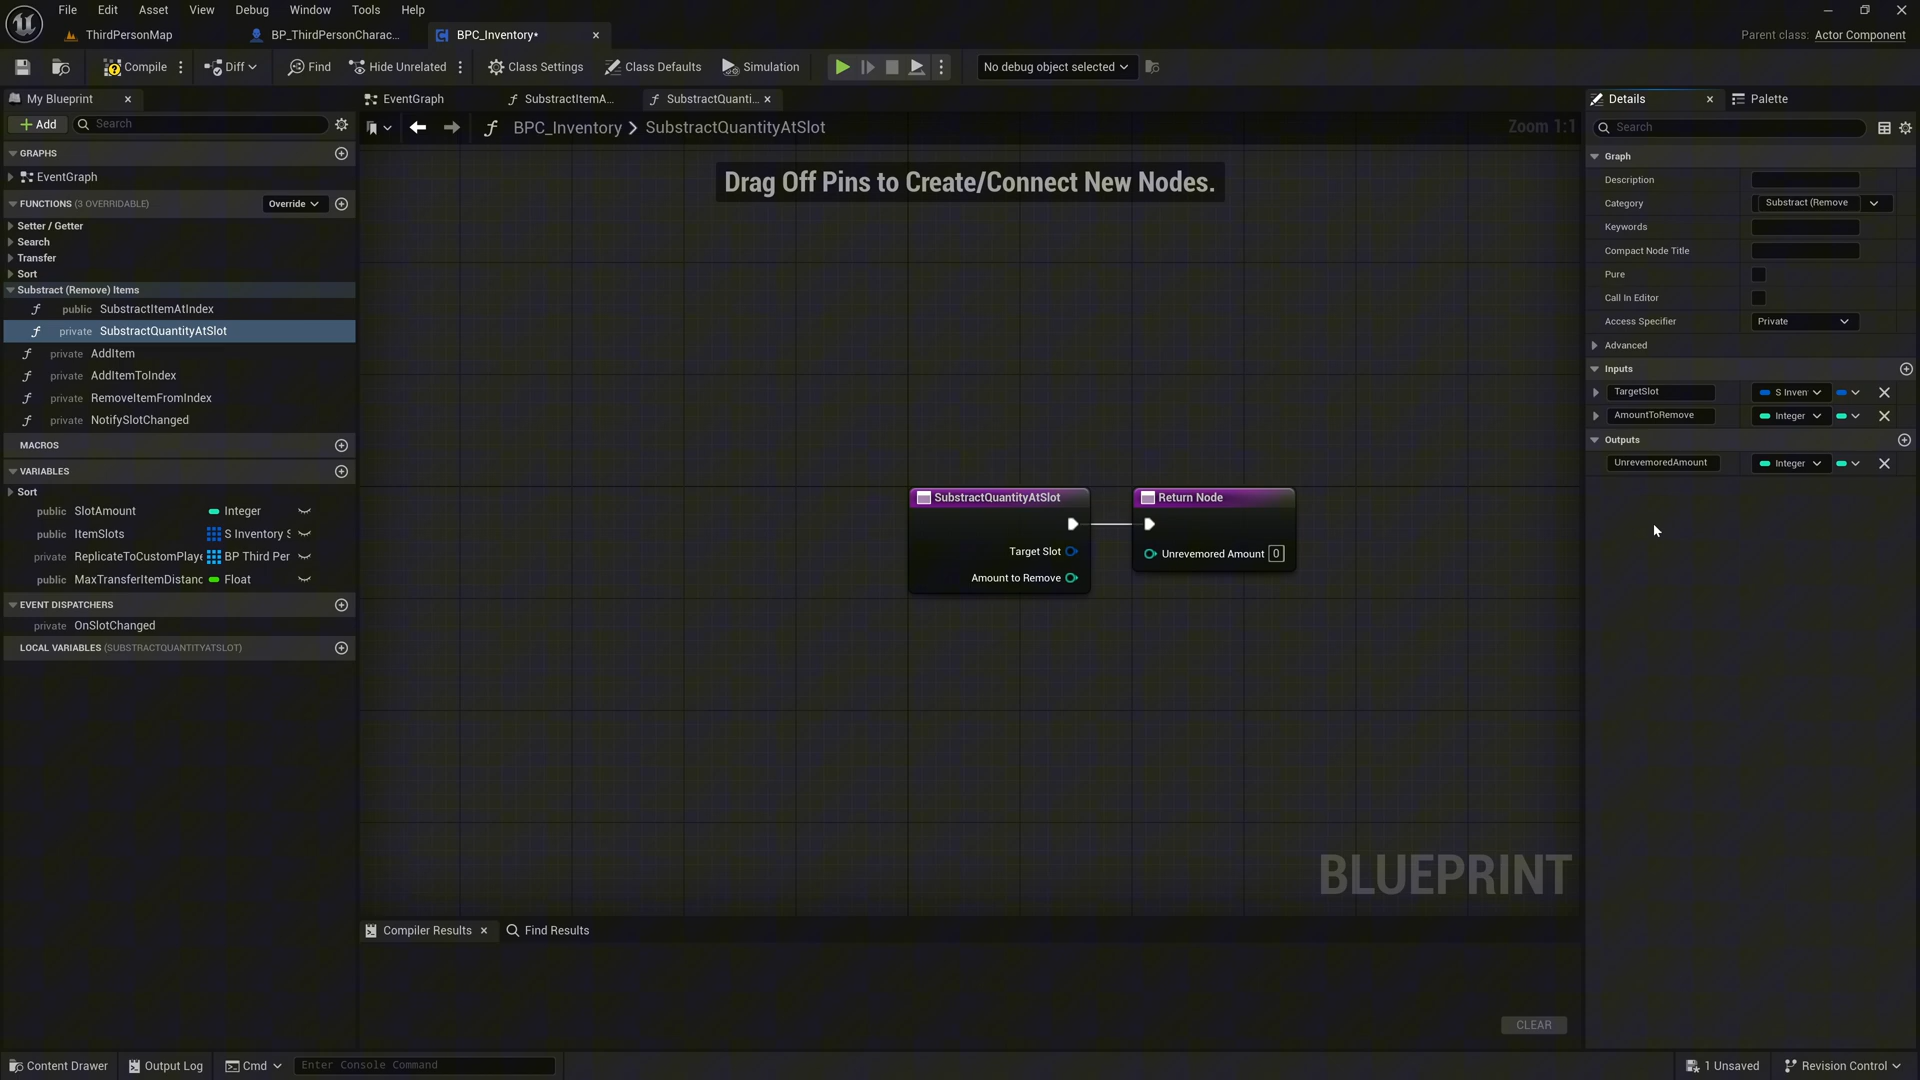 File Edit Asset View Debug Window Tools Help
ThirdPersonMap BP_ThirdPersonCharac... BPC_Inventory* Parent class: Actor Component
Compile Diff Find Hide Unrelated Class Settings Class Defaults Simulation No debug object selected
My Blueprint EventGraph SubstractItemA... SubstractQuanti... Details Palette
Add Search BPC_Inventory > SubstractQuantityAtSlot Zoom 1:1 Search
GRAPHS
EventGraph
FUNCTIONS (3 OVERRIDABLE) Override
Setter / Getter
Search
Transfer
Sort
Substract (Remove) Items
public SubstractItemAtIndex
private SubstractQuantityAtSlot
private AddItem
private AddItemToIndex
private RemoveItemFromIndex
private NotifySlotChanged
MACROS
VARIABLES
Sort
public SlotAmount Integer
public ItemSlots S Inventory S
private ReplicateToCustomPlaye BP Third Per
public MaxTransferItemDistanc Float
EVENT DISPATCHERS
private OnSlotChanged
LOCAL VARIABLES (SUBSTRACTQUANTITYATSLOT)
Drag Off Pins to Create/Connect New Nodes.
SubstractQuantityAtSlot
Target Slot
Amount to Remove
Return Node
Unrevemored Amount 0
BLUEPRINT
Graph
Description
Category Substract (Remove
Keywords
Compact Node Title
Pure
Call In Editor
Access Specifier Private
Advanced
Inputs
TargetSlot S Inven
AmountToRemove Integer
Outputs
UnrevemoredAmount Integer
Compiler Results Find Results
CLEAR
Content Drawer Output Log Cmd Enter Console Command 1 Unsaved Revision Control